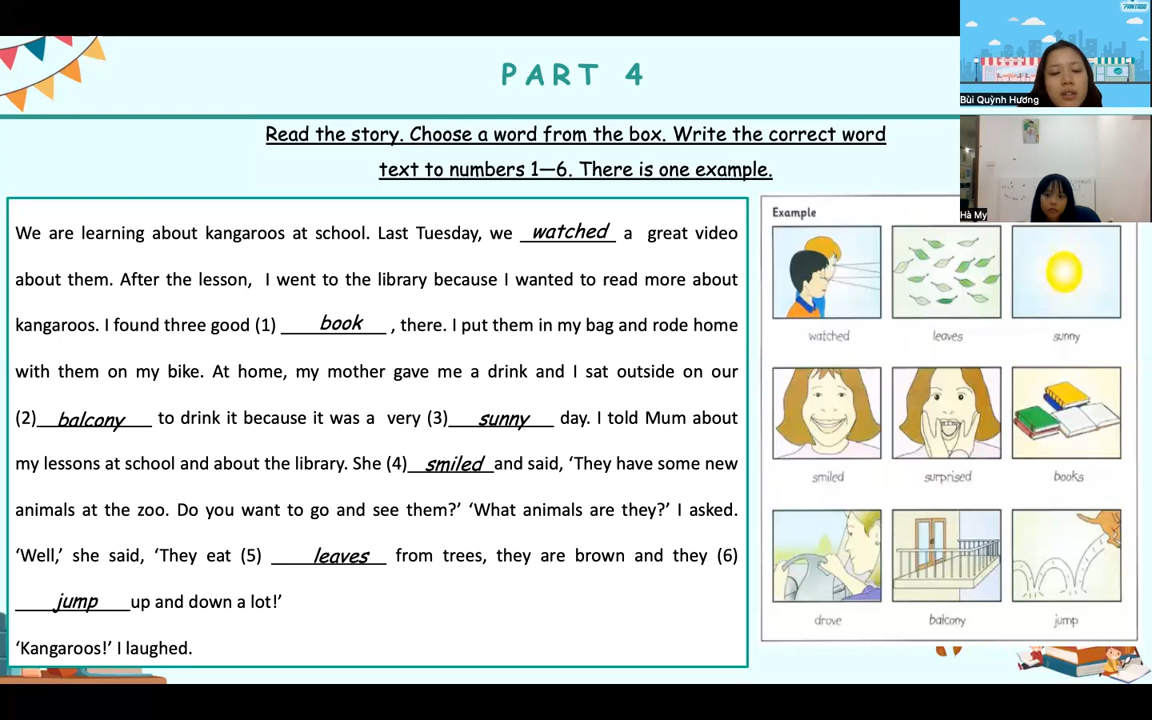 PANTADO
PART 4
Bùi Quỳnh Hương
Read the story. Choose a word from the box. Write the correct word
text to numbers 1—6. There is one example.
Hà My
We are learning about kangaroos at school. Last Tuesday, we watched a great video
about them. After the lesson, I went to the library because I wanted to read more about
kangaroos. I found three good (1) book , there. I put them in my bag and rode home
with them on my bike. At home, my mother gave me a drink and I sat outside on our
(2) balcony to drink it because it was a very (3) sunny day. I told Mum about
my lessons at school and about the library. She (4) smiled and said, ‘They have some new
animals at the zoo. Do you want to go and see them?’ ‘What animals are they?’ I asked.
‘Well,’ she said, ‘They eat (5) leaves from trees, they are brown and they (6)
jump up and down a lot!’
‘Kangaroos!’ I laughed.
Example
watched leaves sunny
smiled surprised books
drove balcony jump